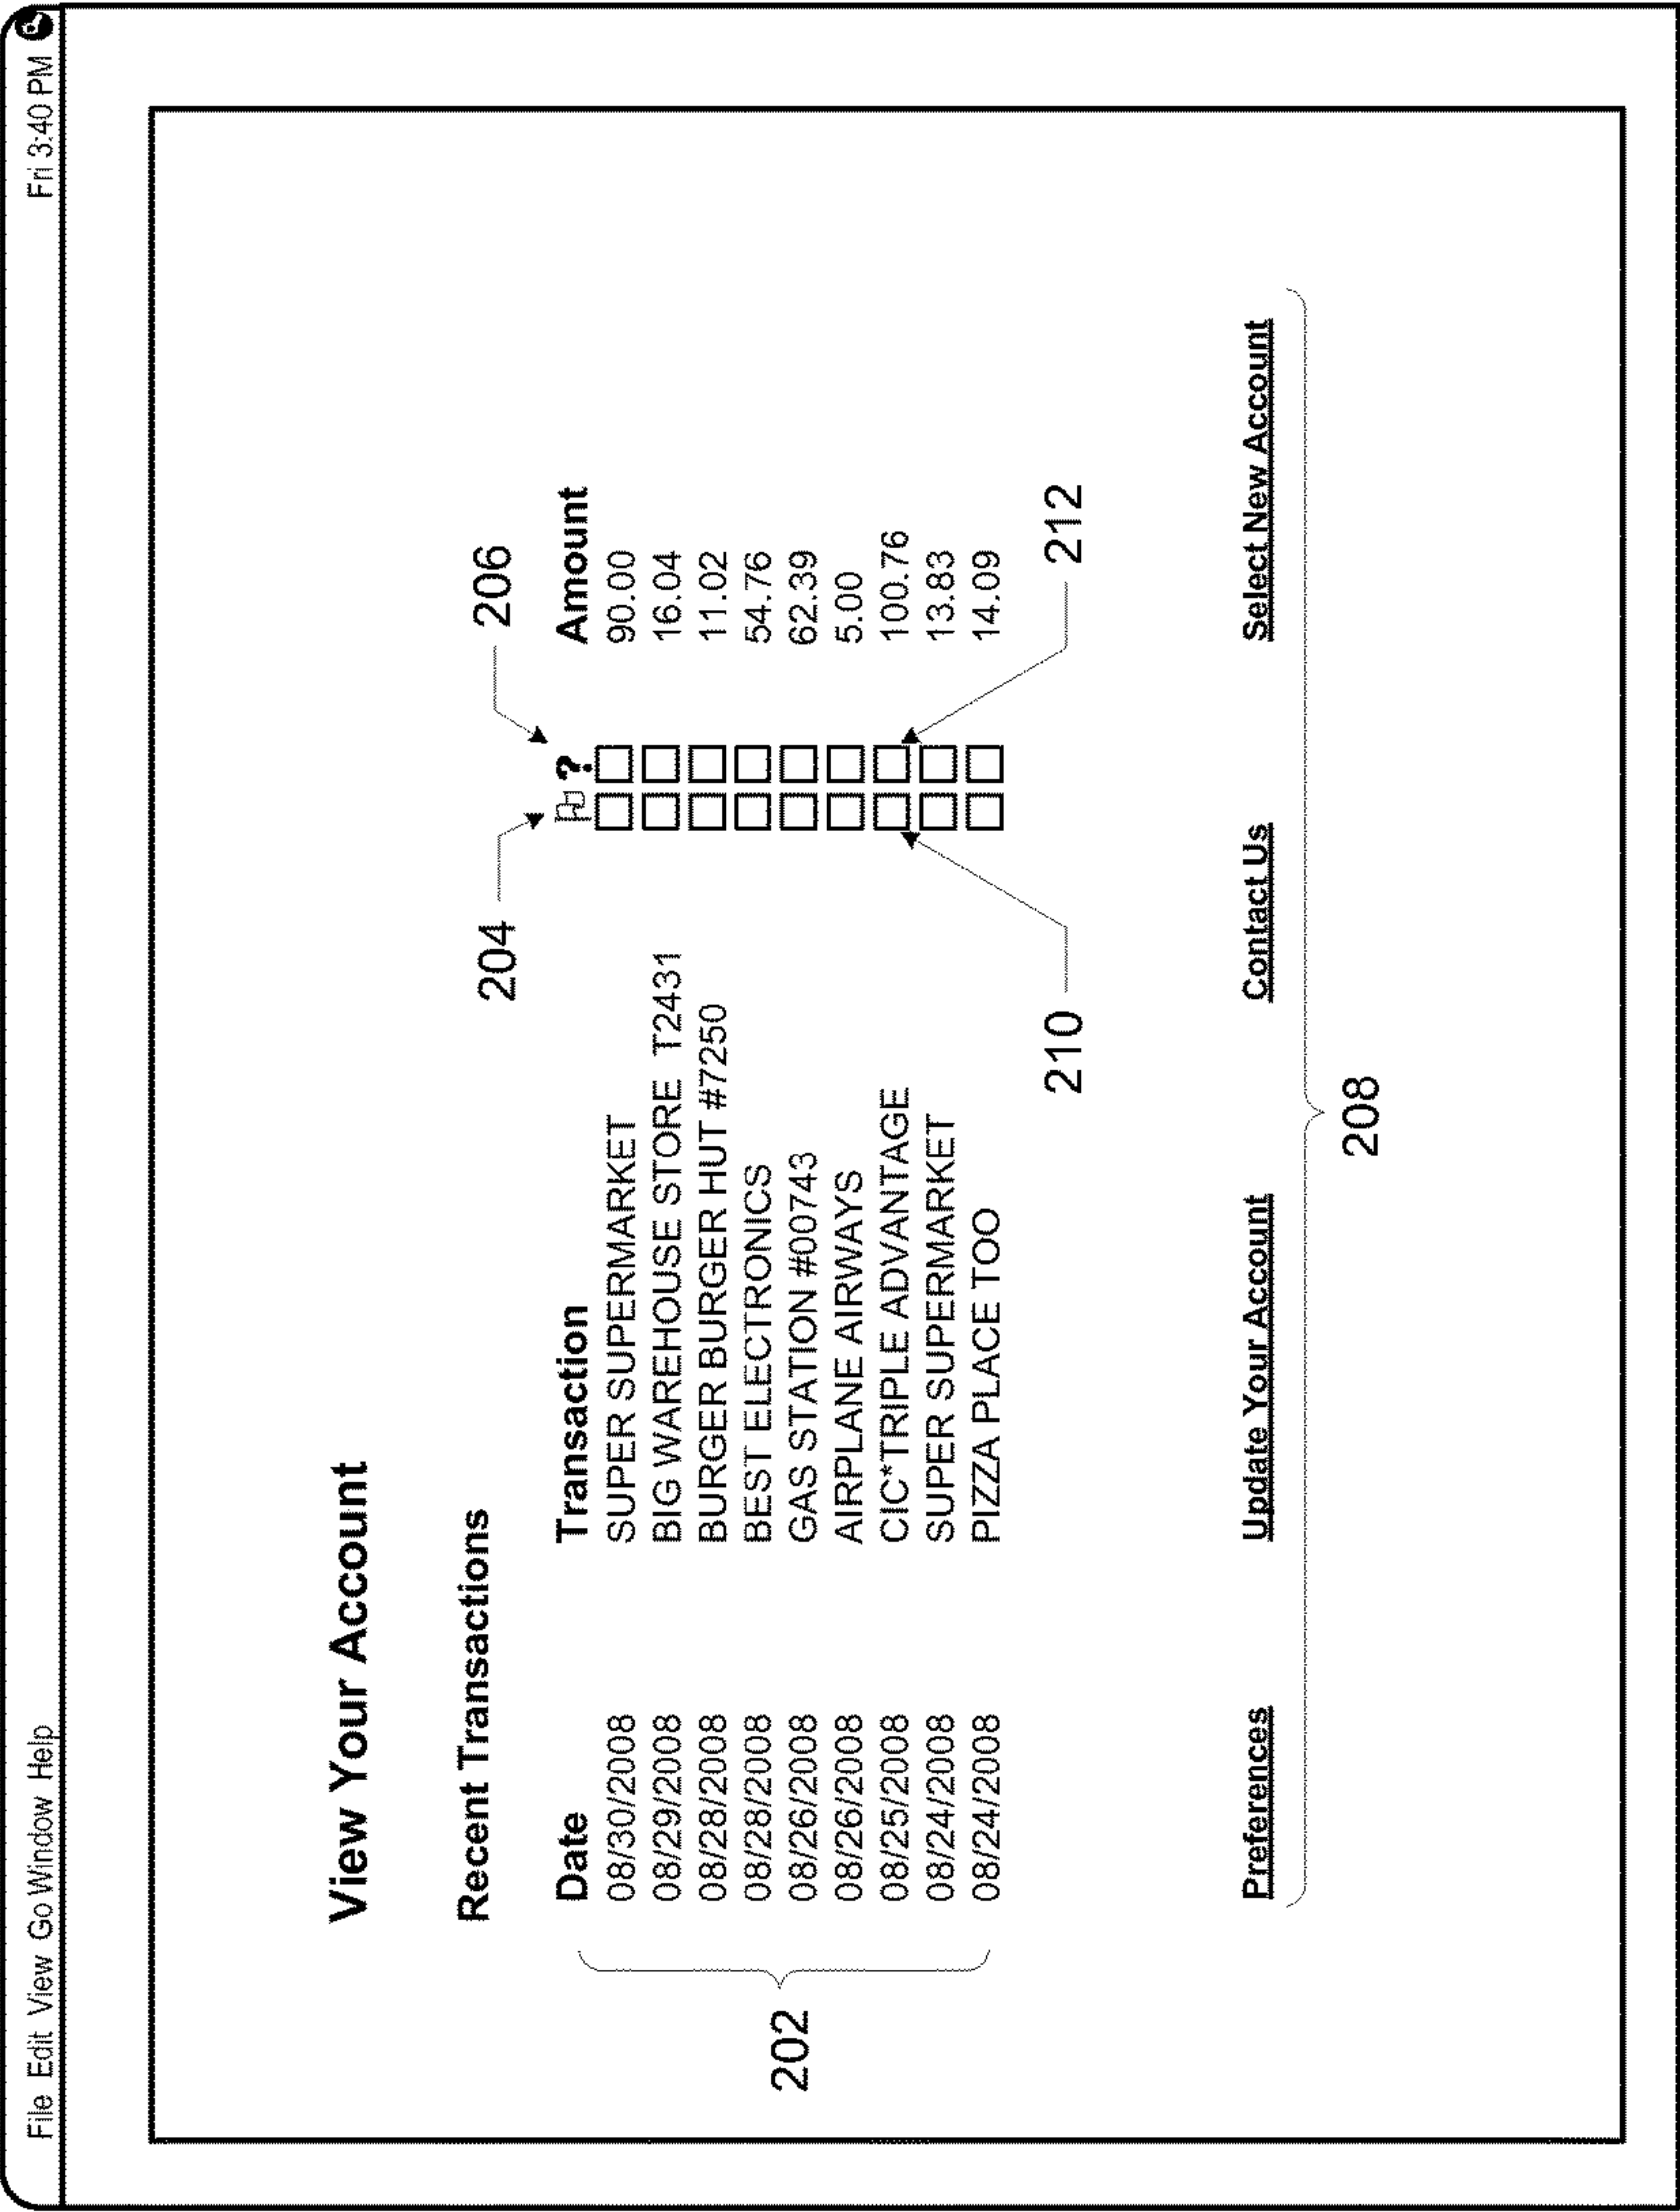 File Edit View Go Window Help Fri 3:40 PM
View Your Account
Recent Transactions
204 206
Date Transaction ? Amount
08/30/2008 SUPER SUPERMARKET 90.00
08/29/2008 BIG WAREHOUSE STORE T2431 16.04
08/28/2008 BURGER BURGER HUT #7250 11.02
08/28/2008 BEST ELECTRONICS 54.76
202
08/26/2008 GAS STATION #00743 62.39
08/26/2008 AIRPLANE AIRWAYS 5.00
08/25/2008 CIC*TRIPLE ADVANTAGE 100.76
08/24/2008 SUPER SUPERMARKET 13.83
08/24/2008 PIZZA PLACE TOO 14.09
210 212
Preferences Update Your Account Contact Us Select New Account
208